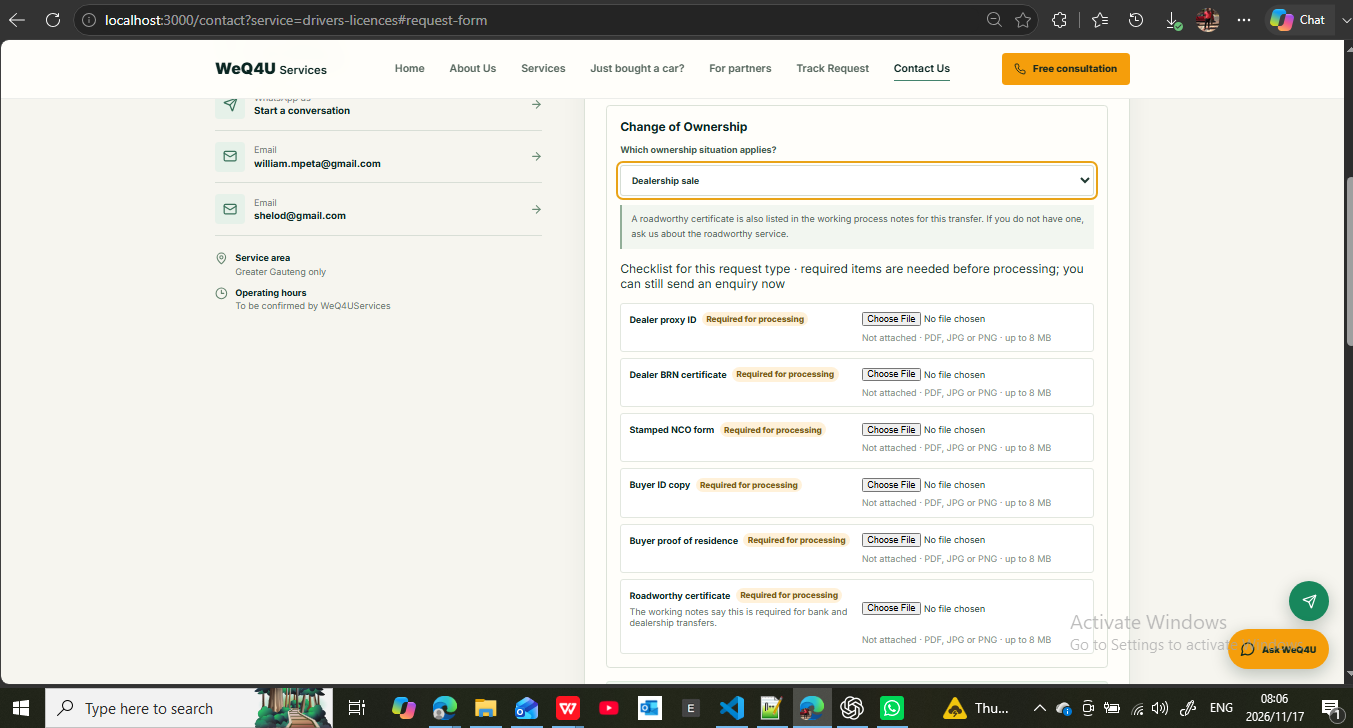 localhost:3000/contact?service=drivers-licences#request-form
Chat
WeQ4U Services
Home
About Us
Services
Just bought a car?
For partners
Track Request
Contact Us
Free consultation
WhatsApp us
Start a conversation
Email
william.mpeta@gmail.com
Email
shelod@gmail.com
Service area
Greater Gauteng only
Operating hours
To be confirmed by WeQ4UServices
Change of Ownership
Which ownership situation applies?
Dealership sale
A roadworthy certificate is also listed in the working process notes for this transfer. If you do not have one,
ask us about the roadworthy service.
Checklist for this request type · required items are needed before processing; you
can still send an enquiry now
Dealer proxy ID Required for processing
Choose File No file chosen
Not attached · PDF, JPG or PNG · up to 8 MB
Dealer BRN certificate Required for processing
Choose File No file chosen
Not attached · PDF, JPG or PNG · up to 8 MB
Stamped NCO form Required for processing
Choose File No file chosen
Not attached · PDF, JPG or PNG · up to 8 MB
Buyer ID copy Required for processing
Choose File No file chosen
Not attached · PDF, JPG or PNG · up to 8 MB
Buyer proof of residence Required for processing
Choose File No file chosen
Not attached · PDF, JPG or PNG · up to 8 MB
Roadworthy certificate Required for processing
The working notes say this is required for bank and
dealership transfers.
Choose File No file chosen
Not attached · PDF, JPG or PNG · up to 8 MB
Activate Windows
Go to Settings to activat
Ask WeQ4U
Type here to search
Thu...
ENG
08:06
2026/11/17
1